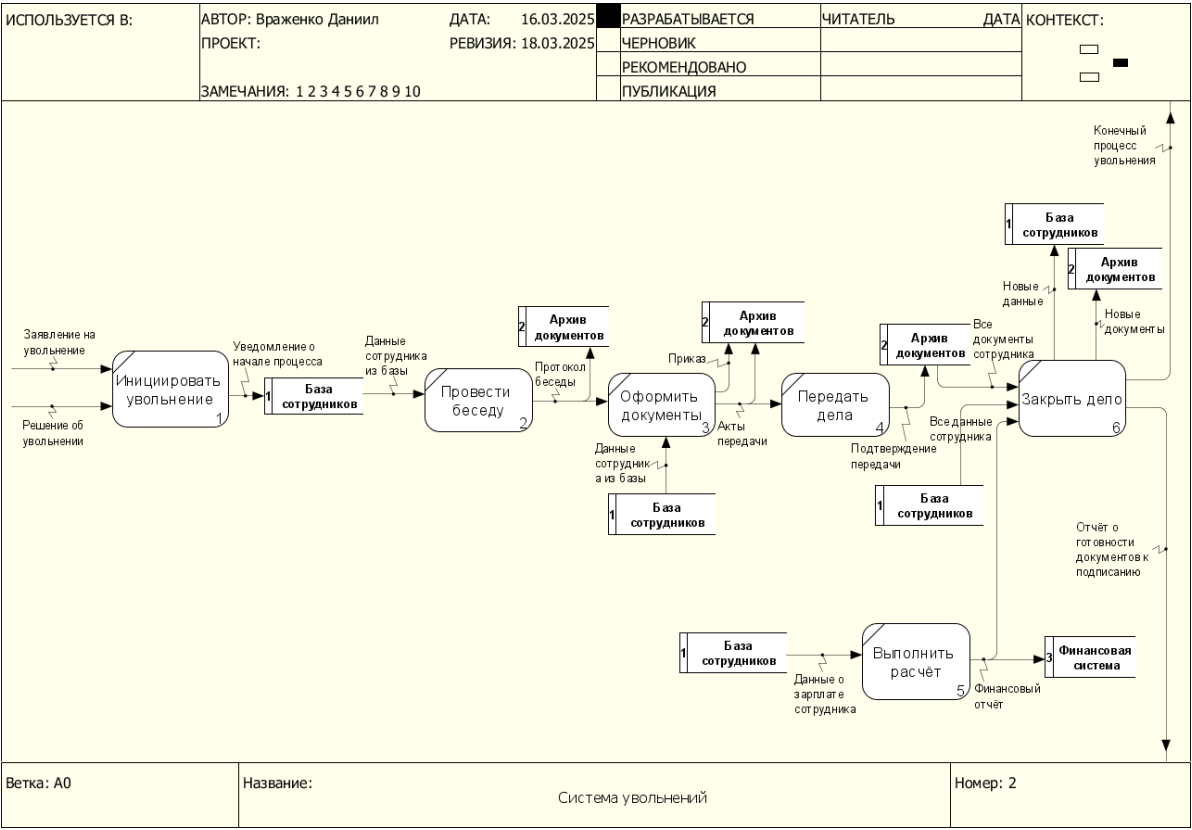 ИСПОЛЬЗУЕТСЯ В:
АВТОР: Враженко Даниил
ДАТА: 16.03.2025
ПРОЕКТ:
РЕВИЗИЯ: 18.03.2025
ЗАМЕЧАНИЯ: 1 2 3 4 5 6 7 8 9 10
РАЗРАБАТЫВАЕТСЯ
ЧЕРНОВИК
РЕКОМЕНДОВАНО
ПУБЛИКАЦИЯ
ЧИТАТЕЛЬ
ДАТА
КОНТЕКСТ:
Конечный
процесс
увольнения
1
База
сотрудников
2
Архив
документов
Новые
данные
Новые
документы
Заявление на
увольнение
Решение об
увольнении
Инициировать
увольнение
1
Уведомление о
начале процесса
1
База
сотрудников
Данные
сотрудника
из базы
Провести
беседу
2
Протокол
беседы
2
Архив
документов
Оформить
документы
3
Данные
сотрудник
а из базы
1
База
сотрудников
Приказ
2
Архив
документов
Акты
передачи
Передать
дела
4
Подтверждение
передачи
2
Архив
документов
Все
документы
сотрудника
Все данные
сотрудника
1
База
сотрудников
Закрыть дело
6
Отчёт о
готовности
документов к
подписанию
1
База
сотрудников
Данные о
зарплате
сотрудника
Выполнить
расчёт
5
Финансовый
отчёт
3
Финансовая
система
Ветка: A0
Название:
Система увольнений
Номер: 2